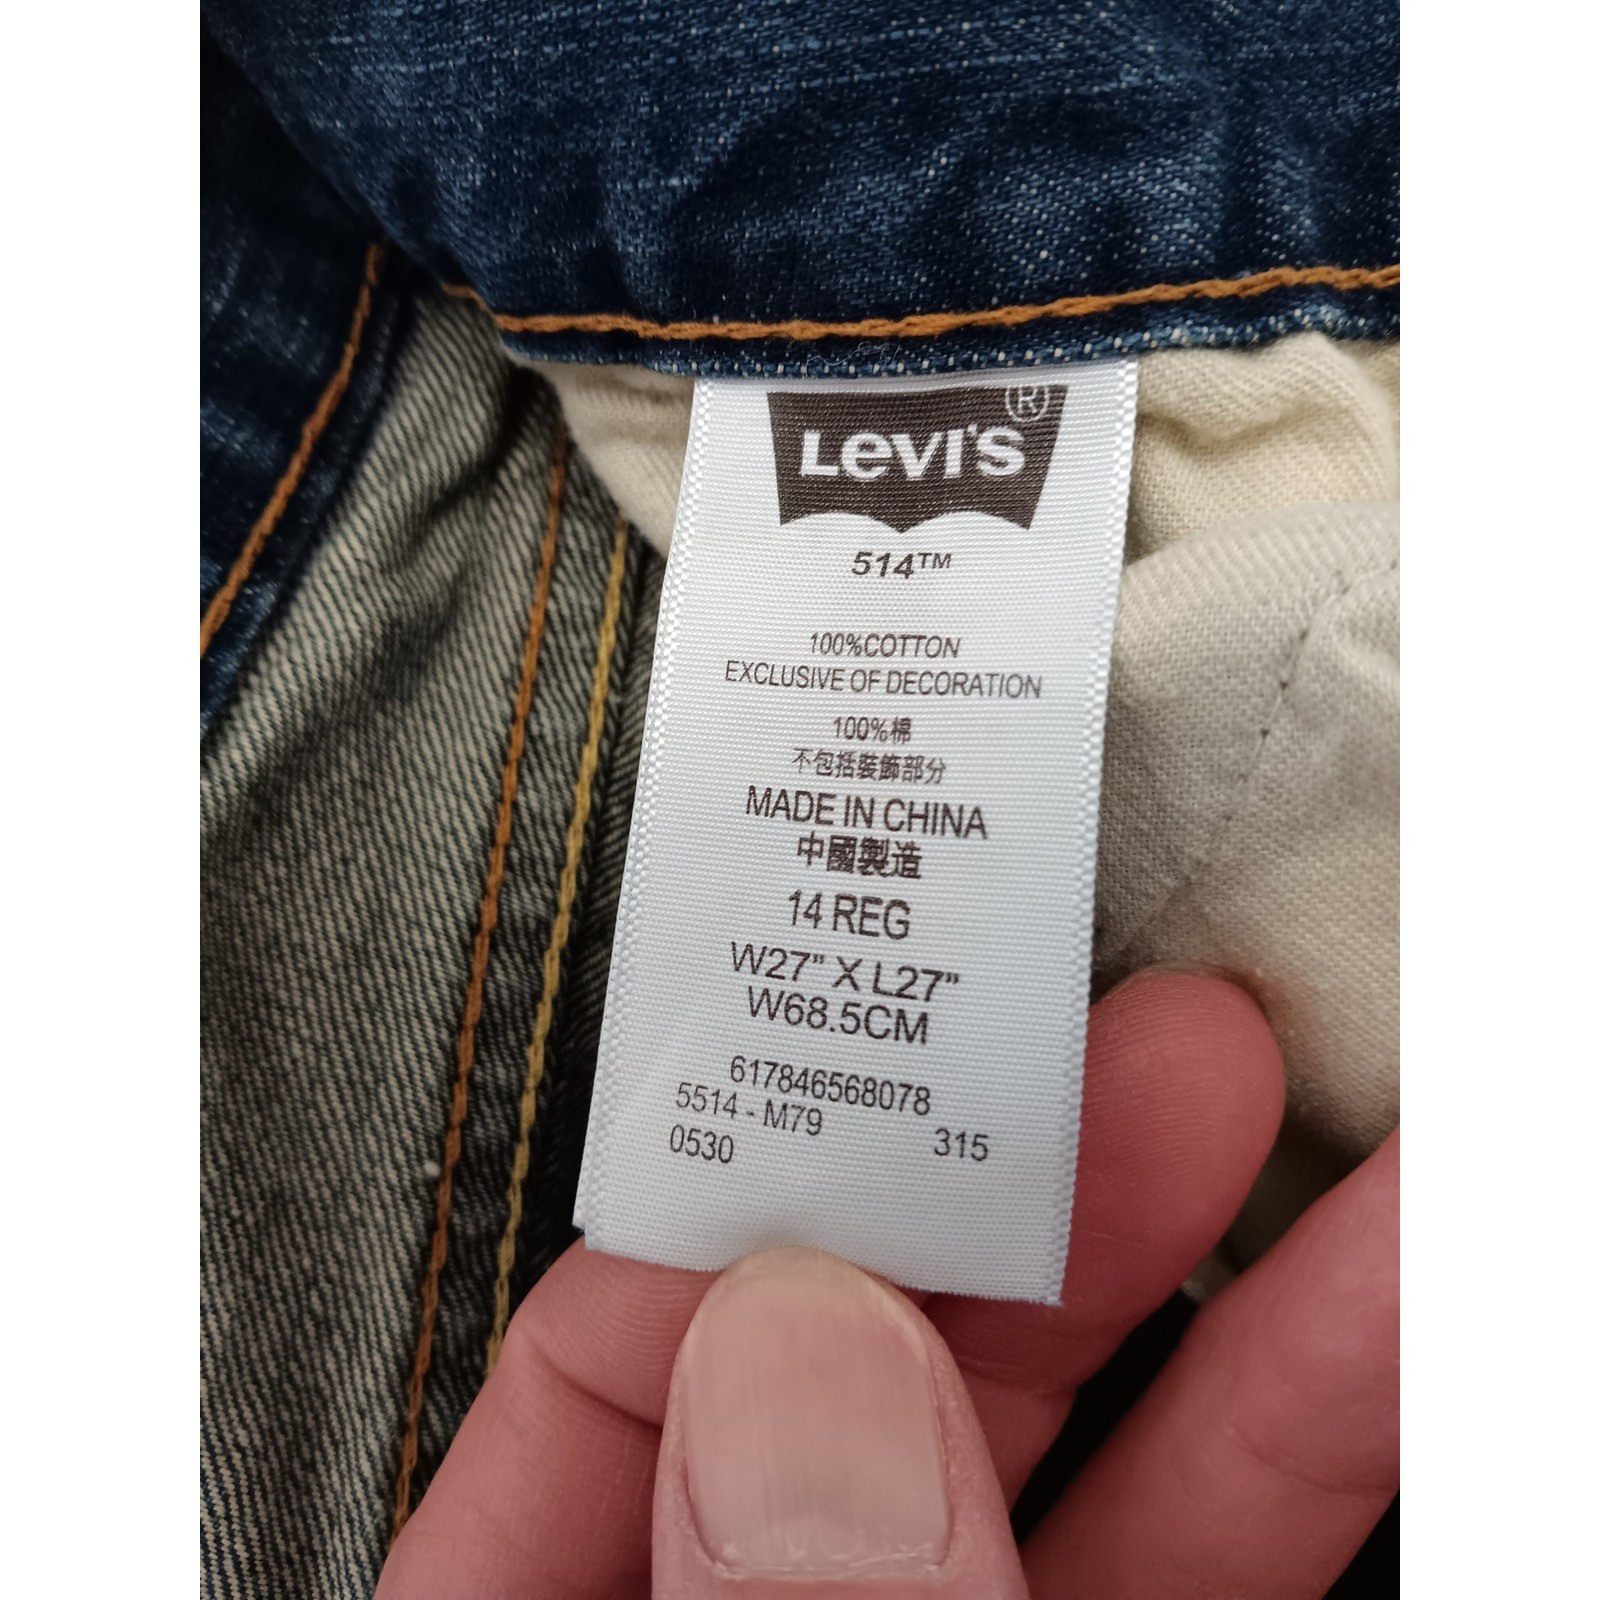 LEVI'S®
514™
100%COTTON
EXCLUSIVE OF DECORATION
100%棉
不包括裝飾部分
MADE IN CHINA
中國製造
14 REG
W27" X L27"
W68.5CM
617846568078
5514 - M79
0530 315